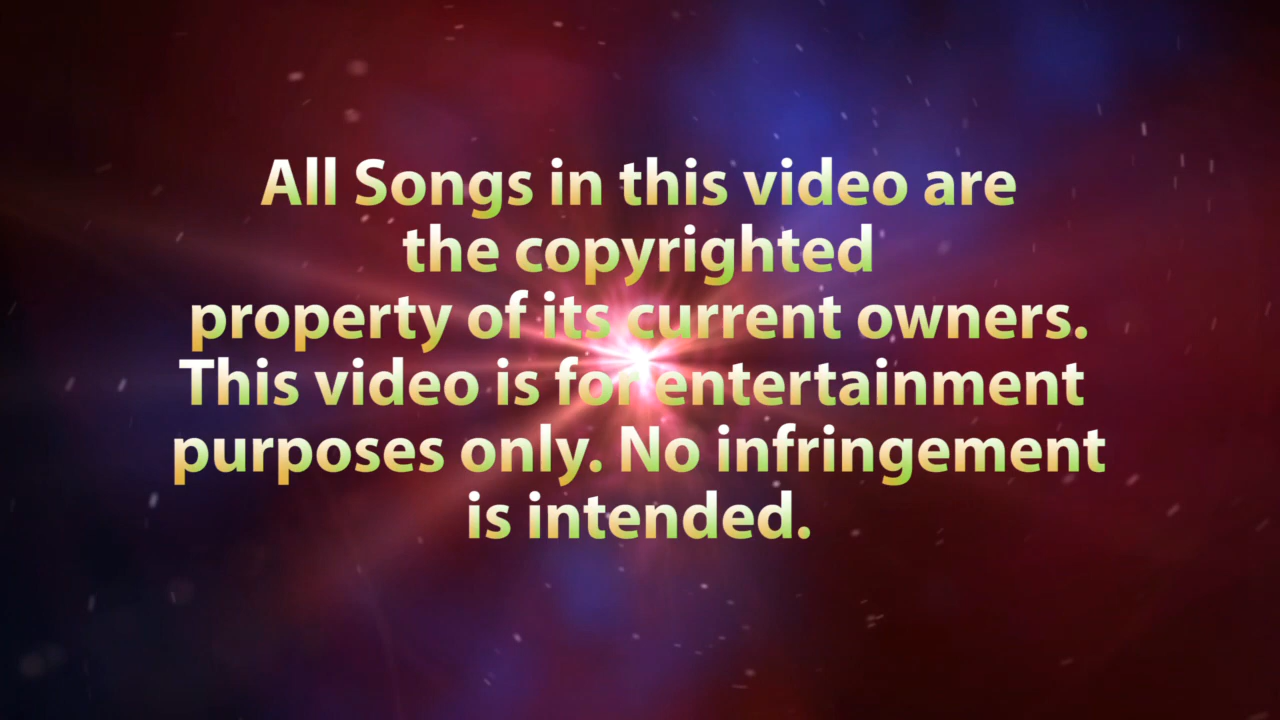 All Songs in this video are
the copyrighted
property of its current owners.
This video is for entertainment
purposes only. No infringement
is intended.